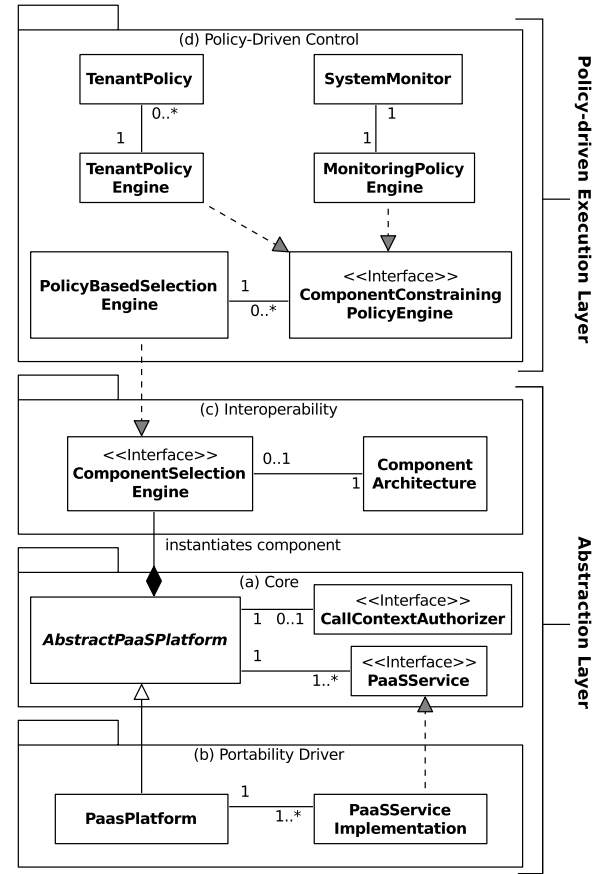 (d) Policy-Driven Control
TenantPolicy
SystemMonitor
0..*
1
1
1
TenantPolicy
Engine
MonitoringPolicy
Engine
PolicyBasedSelection
Engine
1
0..*
<<Interface>>
ComponentConstraining
PolicyEngine
Policy-driven Execution Layer
(c) Interoperability
<<Interface>>
ComponentSelection
Engine
0..1
1
Component
Architecture
instantiates component
(a) Core
AbstractPaaSPlatform
1 0..1
<<Interface>>
CallContextAuthorizer
1
1..*
<<Interface>>
PaaSService
(b) Portability Driver
PaasPlatform
1
1..*
PaaSService
Implementation
Abstraction Layer